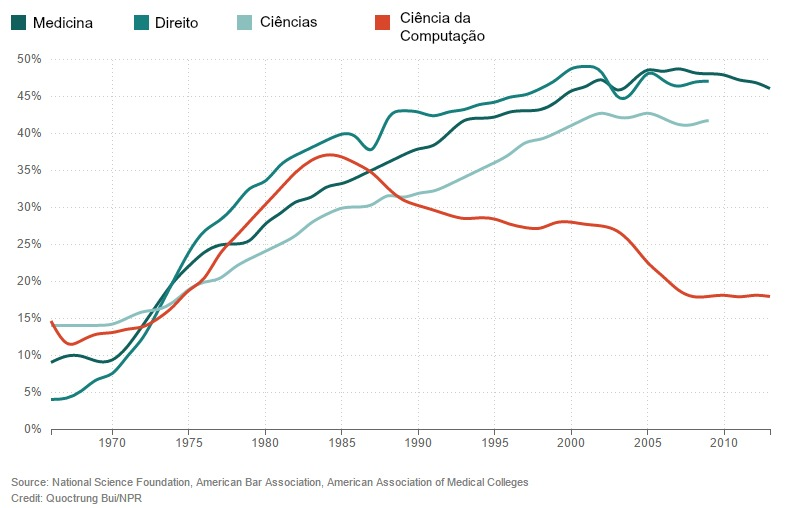 Medicina
Direito
Ciências
Ciência da
Computação
50%
45%
40%
35%
30%
25%
20%
15%
10%
5%
0%
1970
1975
1980
1985
1990
1995
2000
2005
2010
Source: National Science Foundation, American Bar Association, American Association of Medical Colleges
Credit: Quoctrung Bui/NPR